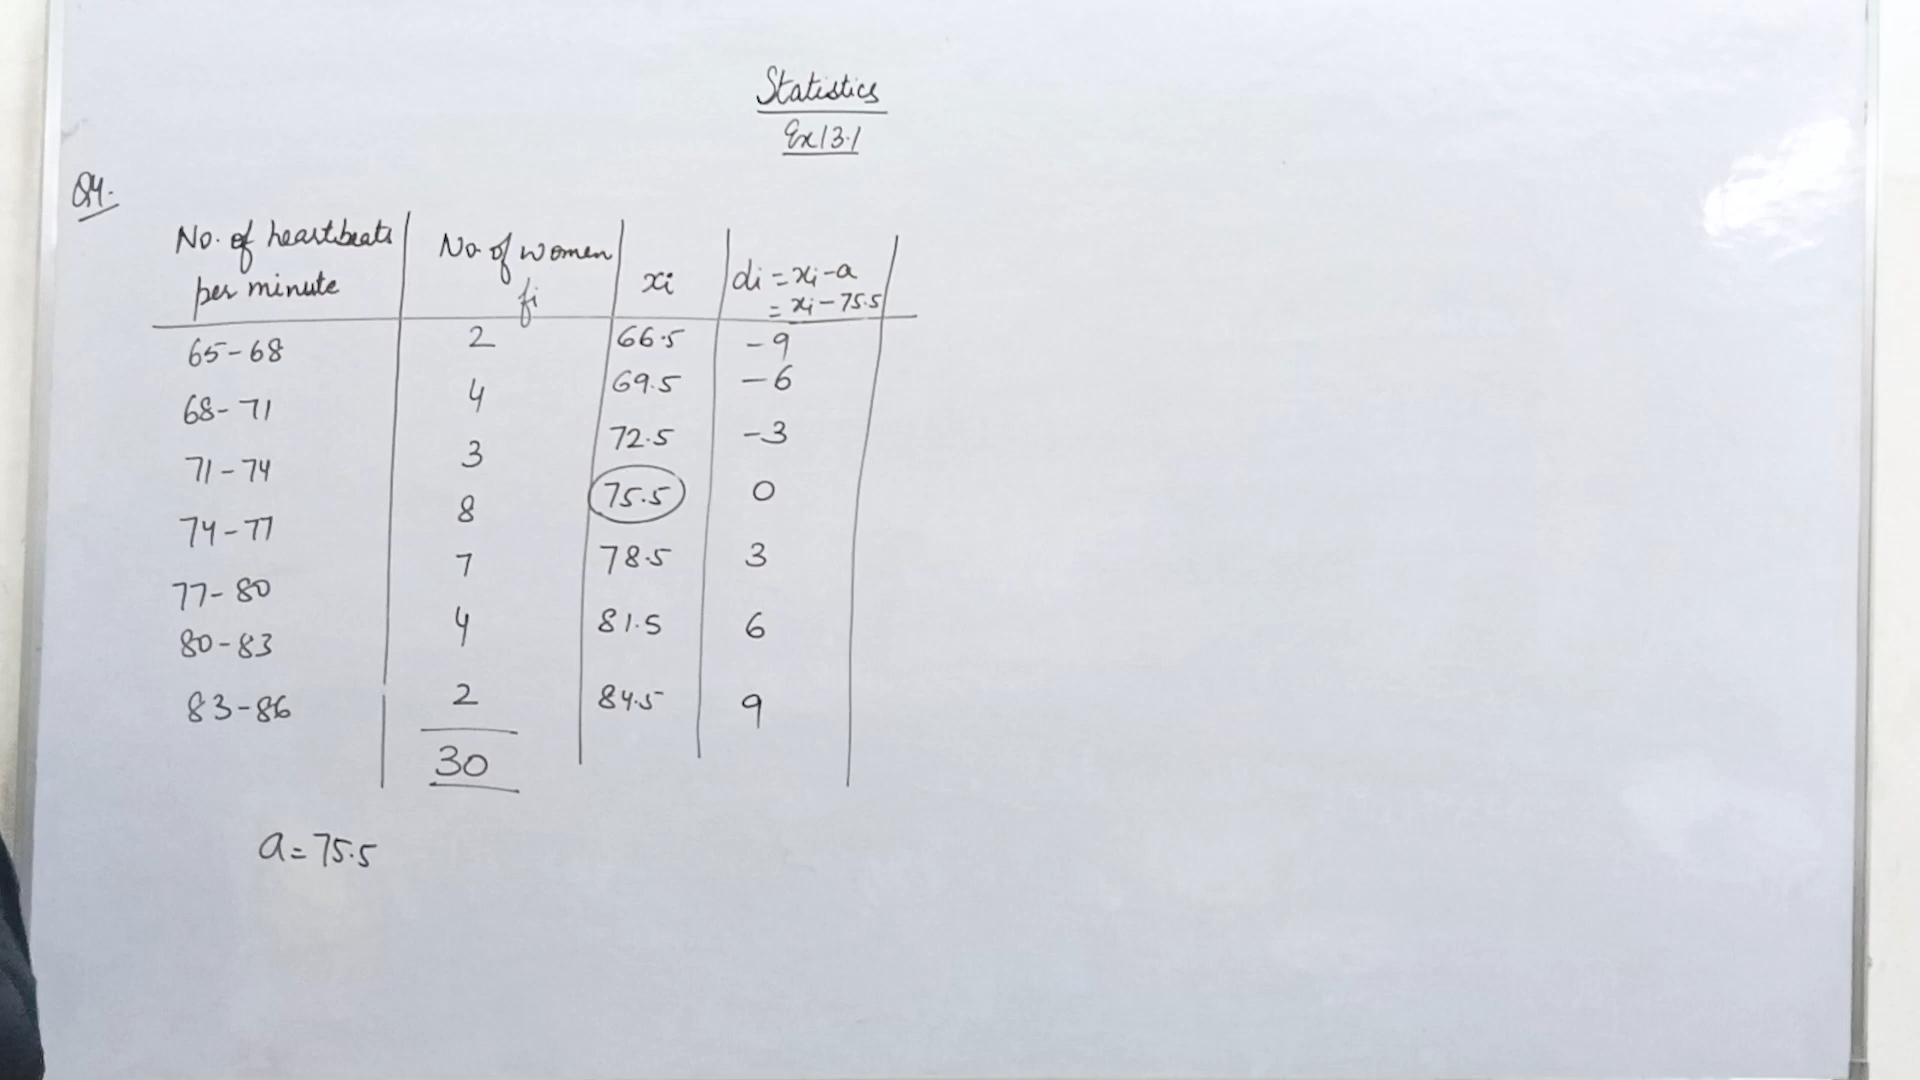 Statistics
Ex 13.1
Q4.
No. of heartbeats per minute | No. of women fi | xi | di = xi - a = xi - 75.5
65-68 2 66.5 -9
68-71 4 69.5 -6
71-74 3 72.5 -3
74-77 8 75.5 0
77-80 7 78.5 3
80-83 4 81.5 6
83-86 2 84.5 9
30
a = 75.5